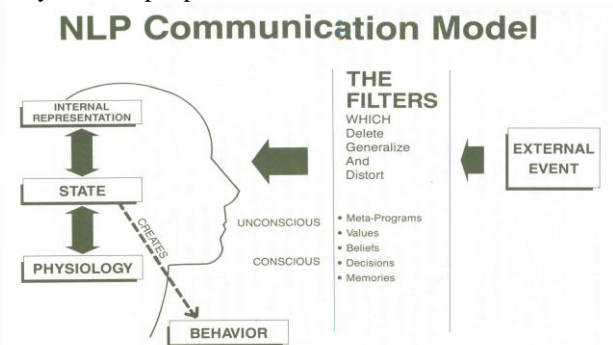 NLP Communication Model
INTERNAL
REPRESENTATION
STATE
PHYSIOLOGY
CREATES
BEHAVIOR
UNCONSCIOUS
CONSCIOUS
THE
FILTERS
WHICH
Delete
Generalize
And
Distort
• Meta-Programs
• Values
• Beliefs
• Decisions
• Memories
EXTERNAL
EVENT